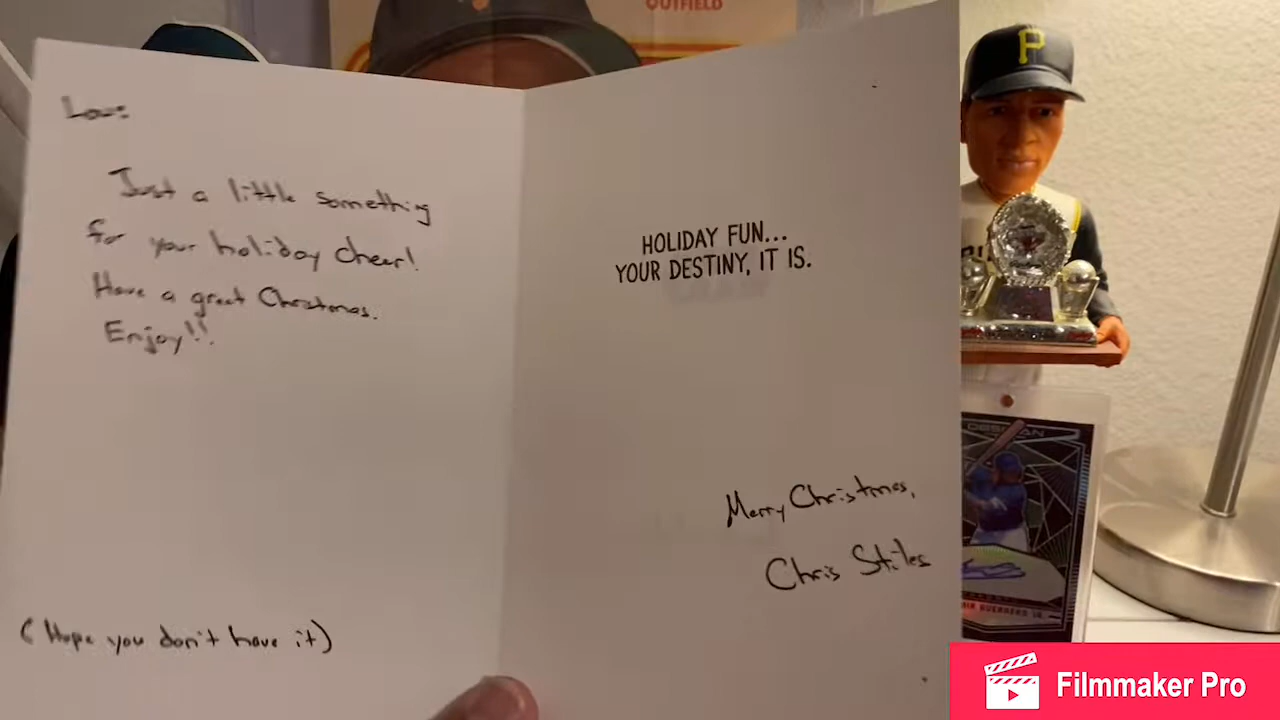 OUTFIELD
Just a little something
for your holiday cheer!
Have a great Christmas.
Enjoy!!
(Hope you don't have it)
HOLIDAY FUN...
YOUR DESTINY, IT IS.
Merry Christmas,
Chris Stiles
P
Filmmaker Pro